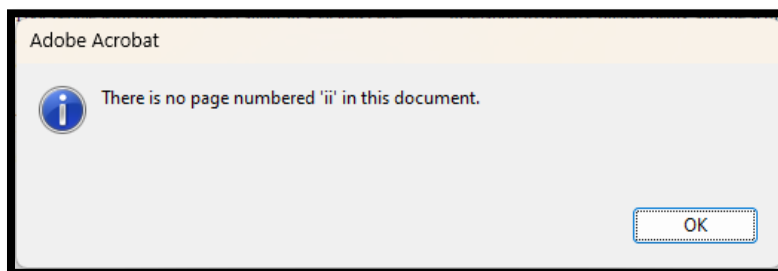 Adobe Acrobat
There is no page numbered 'ii' in this document.
OK